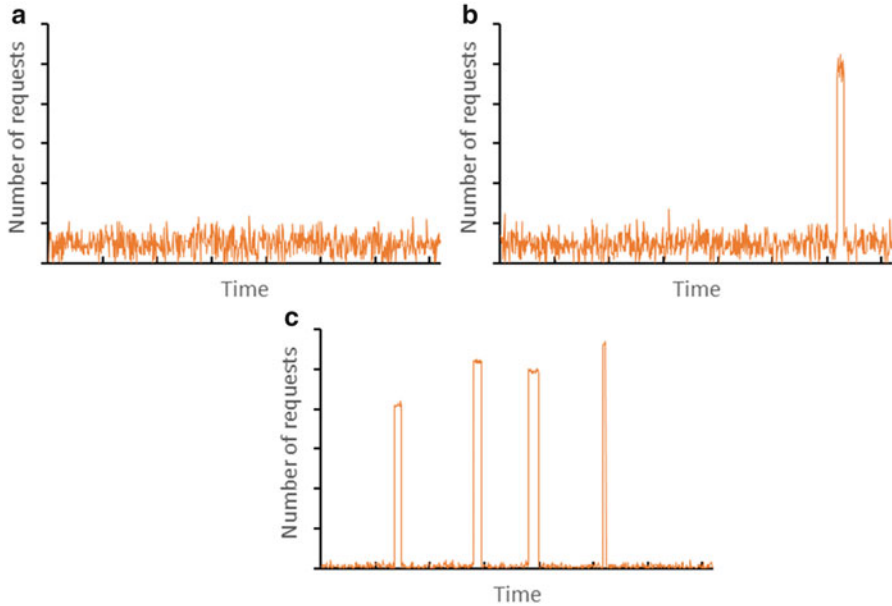 a
Number of requests
Time
b
Number of requests
Time
c
Number of requests
Time